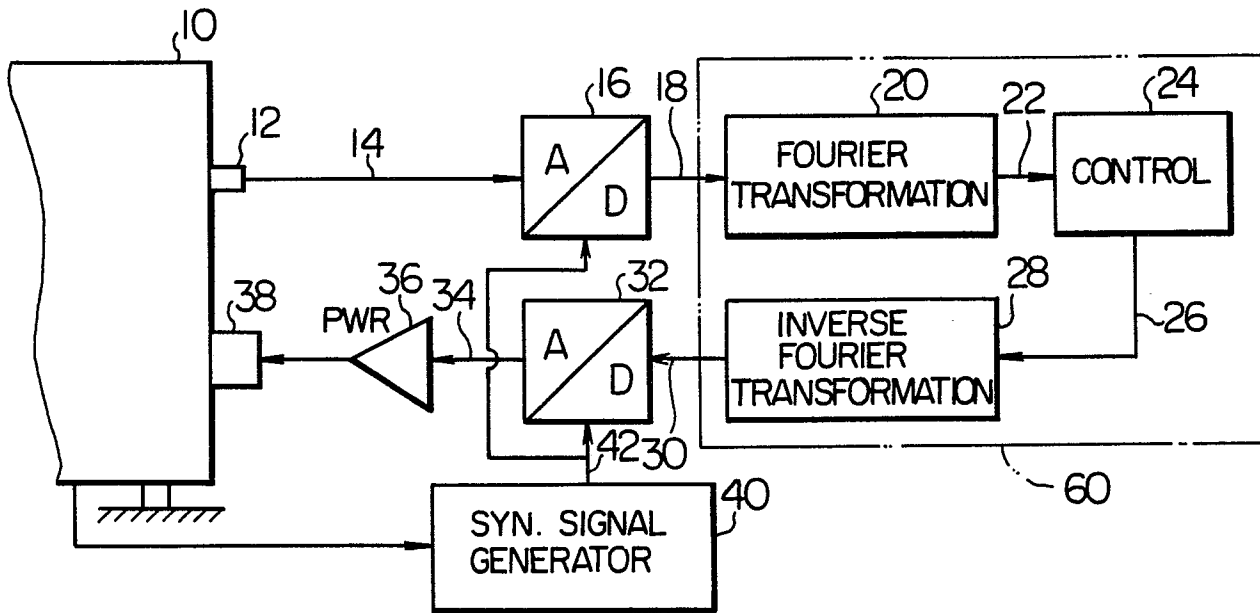 10
12
14
16
18
20
22
24
A
D
FOURIER
TRANSFORMATION
CONTROL
38
PWR
36
34
32
28
26
A
D
INVERSE
FOURIER
TRANSFORMATION
42
30
60
40
SYN. SIGNAL
GENERATOR